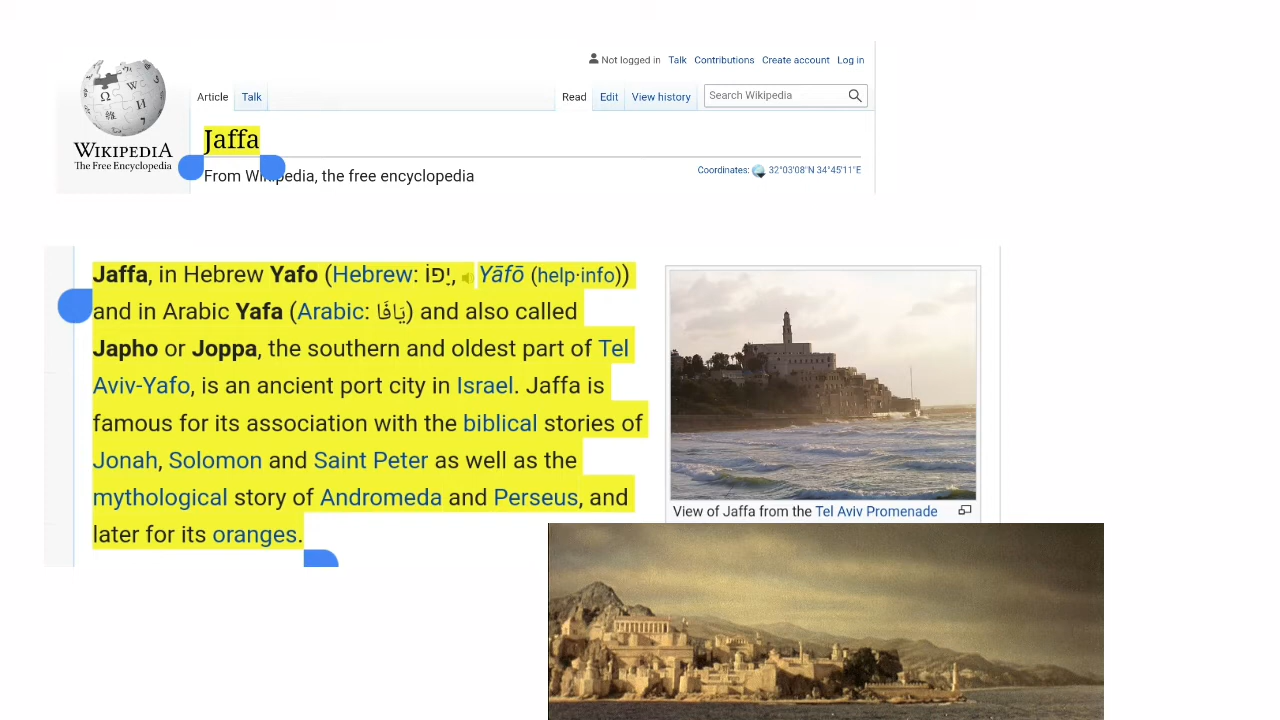 Not logged in Talk Contributions Create account Log in
Article Talk Read Edit View history Search Wikipedia
Jaffa
WIKIPEDIA
The Free Encyclopedia
From Wikipedia, the free encyclopedia
Coordinates: 32°03′08″N 34°45′11″E
Jaffa, in Hebrew Yafo (Hebrew: יָפוֹ, Yāfō (help·info))
and in Arabic Yafa (Arabic: يَافَا) and also called
Japho or Joppa, the southern and oldest part of Tel
Aviv-Yafo, is an ancient port city in Israel. Jaffa is
famous for its association with the biblical stories of
Jonah, Solomon and Saint Peter as well as the
mythological story of Andromeda and Perseus, and
later for its oranges.
View of Jaffa from the Tel Aviv Promenade